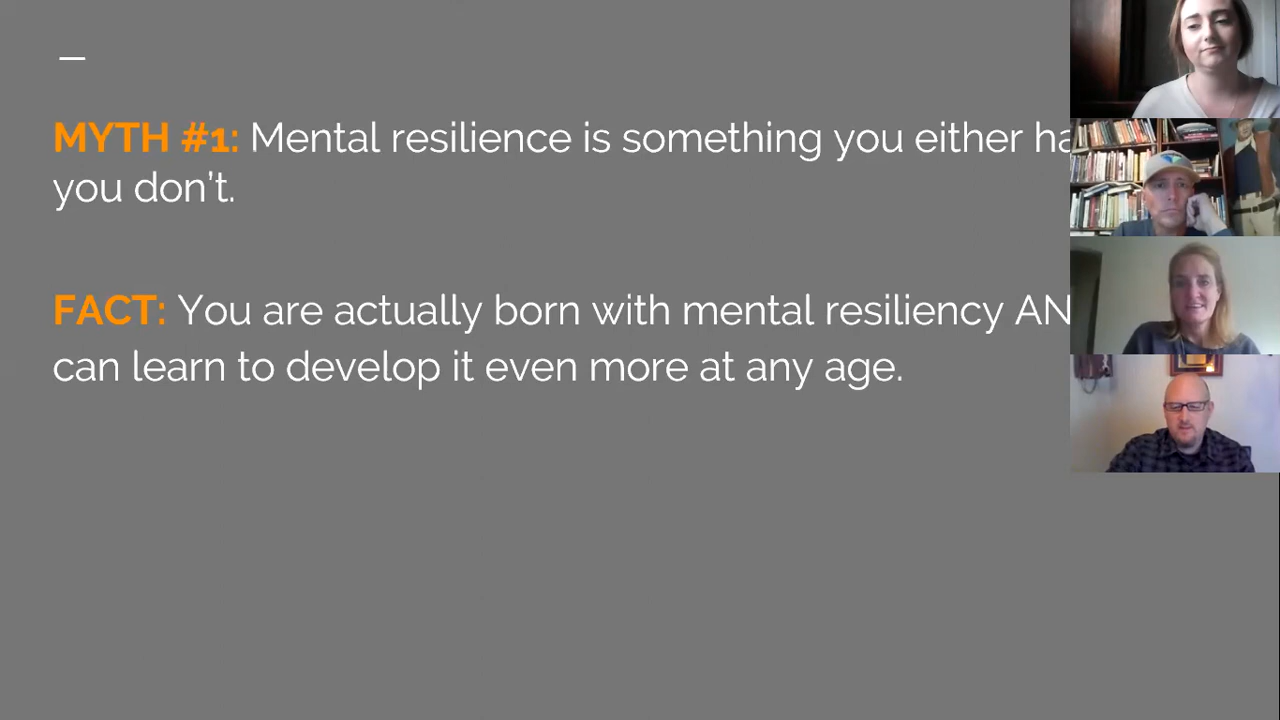 MYTH #1: Mental resilience is something you either ha
you don't.
FACT: You are actually born with mental resiliency AN
can learn to develop it even more at any age.